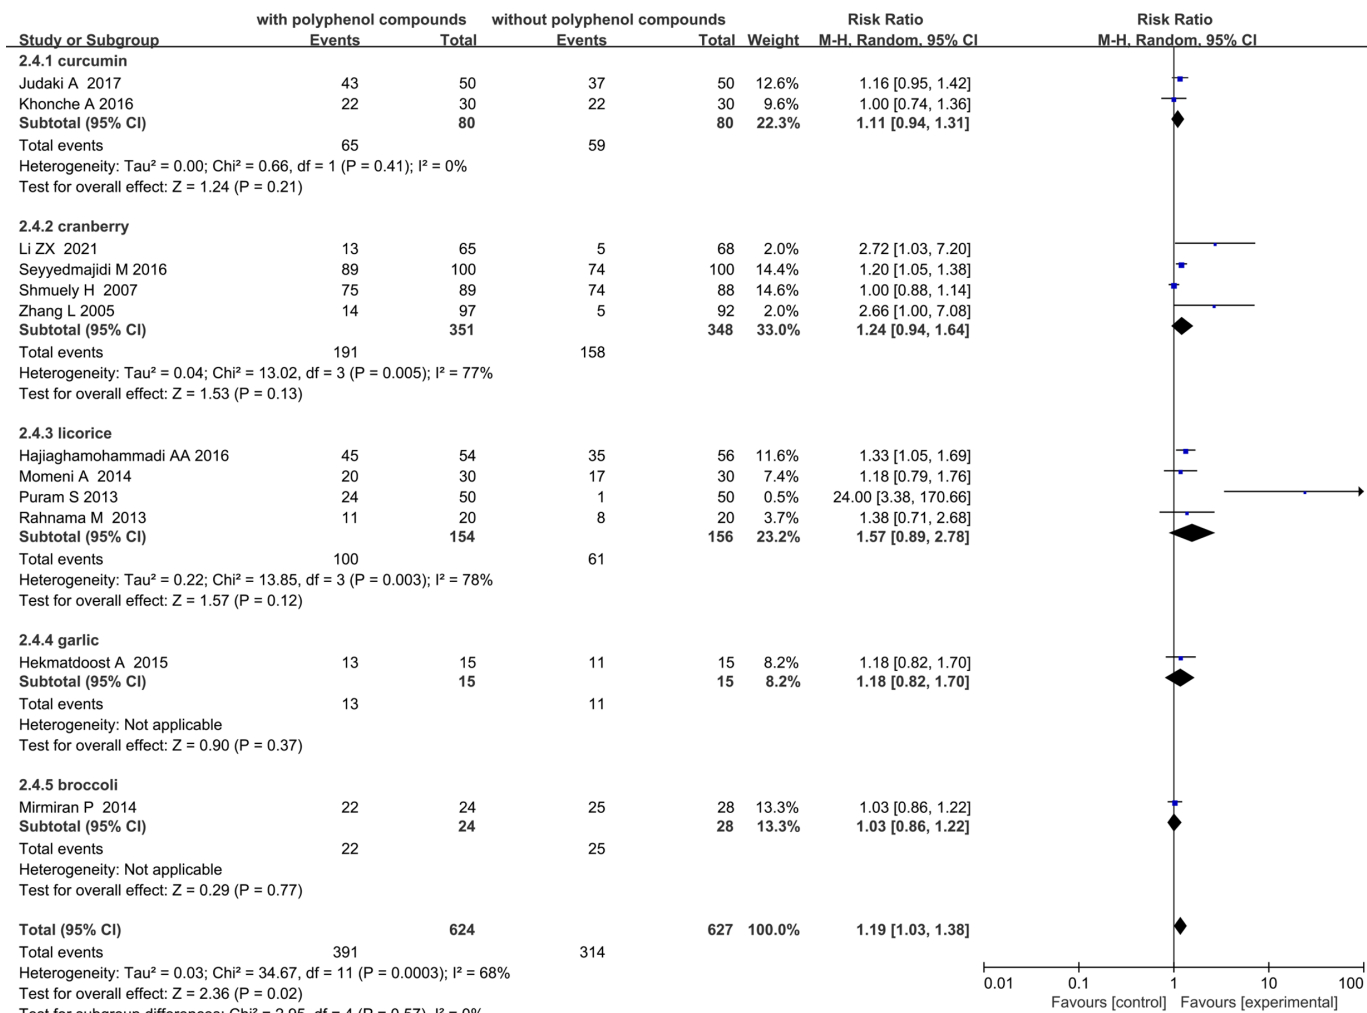 with polyphenol compounds without polyphenol compounds Risk Ratio Risk Ratio
Study or Subgroup Events Total Events Total Weight M-H, Random, 95% CI M-H, Random, 95% CI
2.4.1 curcumin
Judaki A 2017 43 50 37 50 12.6% 1.16 [0.95, 1.42]
Khonche A 2016 22 30 22 30 9.6% 1.00 [0.74, 1.36]
Subtotal (95% CI) 80 80 22.3% 1.11 [0.94, 1.31]
Total events 65 59
Heterogeneity: Tau² = 0.00; Chi² = 0.66, df = 1 (P = 0.41); I² = 0%
Test for overall effect: Z = 1.24 (P = 0.21)
2.4.2 cranberry
Li ZX 2021 13 65 5 68 2.0% 2.72 [1.03, 7.20]
Seyyedmajidi M 2016 89 100 74 100 14.4% 1.20 [1.05, 1.38]
Shmuely H 2007 75 89 74 88 14.6% 1.00 [0.88, 1.14]
Zhang L 2005 14 97 5 92 2.0% 2.66 [1.00, 7.08]
Subtotal (95% CI) 351 348 33.0% 1.24 [0.94, 1.64]
Total events 191 158
Heterogeneity: Tau² = 0.04; Chi² = 13.02, df = 3 (P = 0.005); I² = 77%
Test for overall effect: Z = 1.53 (P = 0.13)
2.4.3 licorice
Hajiaghamohammadi AA 2016 45 54 35 56 11.6% 1.33 [1.05, 1.69]
Momeni A 2014 20 30 17 30 7.4% 1.18 [0.79, 1.76]
Puram S 2013 24 50 1 50 0.5% 24.00 [3.38, 170.66]
Rahnama M 2013 11 20 8 20 3.7% 1.38 [0.71, 2.68]
Subtotal (95% CI) 154 156 23.2% 1.57 [0.89, 2.78]
Total events 100 61
Heterogeneity: Tau² = 0.22; Chi² = 13.85, df = 3 (P = 0.003); I² = 78%
Test for overall effect: Z = 1.57 (P = 0.12)
2.4.4 garlic
Hekmatdoost A 2015 13 15 11 15 8.2% 1.18 [0.82, 1.70]
Subtotal (95% CI) 15 15 8.2% 1.18 [0.82, 1.70]
Total events 13 11
Heterogeneity: Not applicable
Test for overall effect: Z = 0.90 (P = 0.37)
2.4.5 broccoli
Mirmiran P 2014 22 24 25 28 13.3% 1.03 [0.86, 1.22]
Subtotal (95% CI) 24 28 13.3% 1.03 [0.86, 1.22]
Total events 22 25
Heterogeneity: Not applicable
Test for overall effect: Z = 0.29 (P = 0.77)
Total (95% CI) 624 627 100.0% 1.19 [1.03, 1.38]
Total events 391 314
Heterogeneity: Tau² = 0.03; Chi² = 34.67, df = 11 (P = 0.0003); I² = 68%
Test for overall effect: Z = 2.36 (P = 0.02)
Test for subgroup differences: Chi² = 2.95, df = 4 (P = 0.57), I² = 0%
0.01 0.1 1 10 100
Favours [control] Favours [experimental]